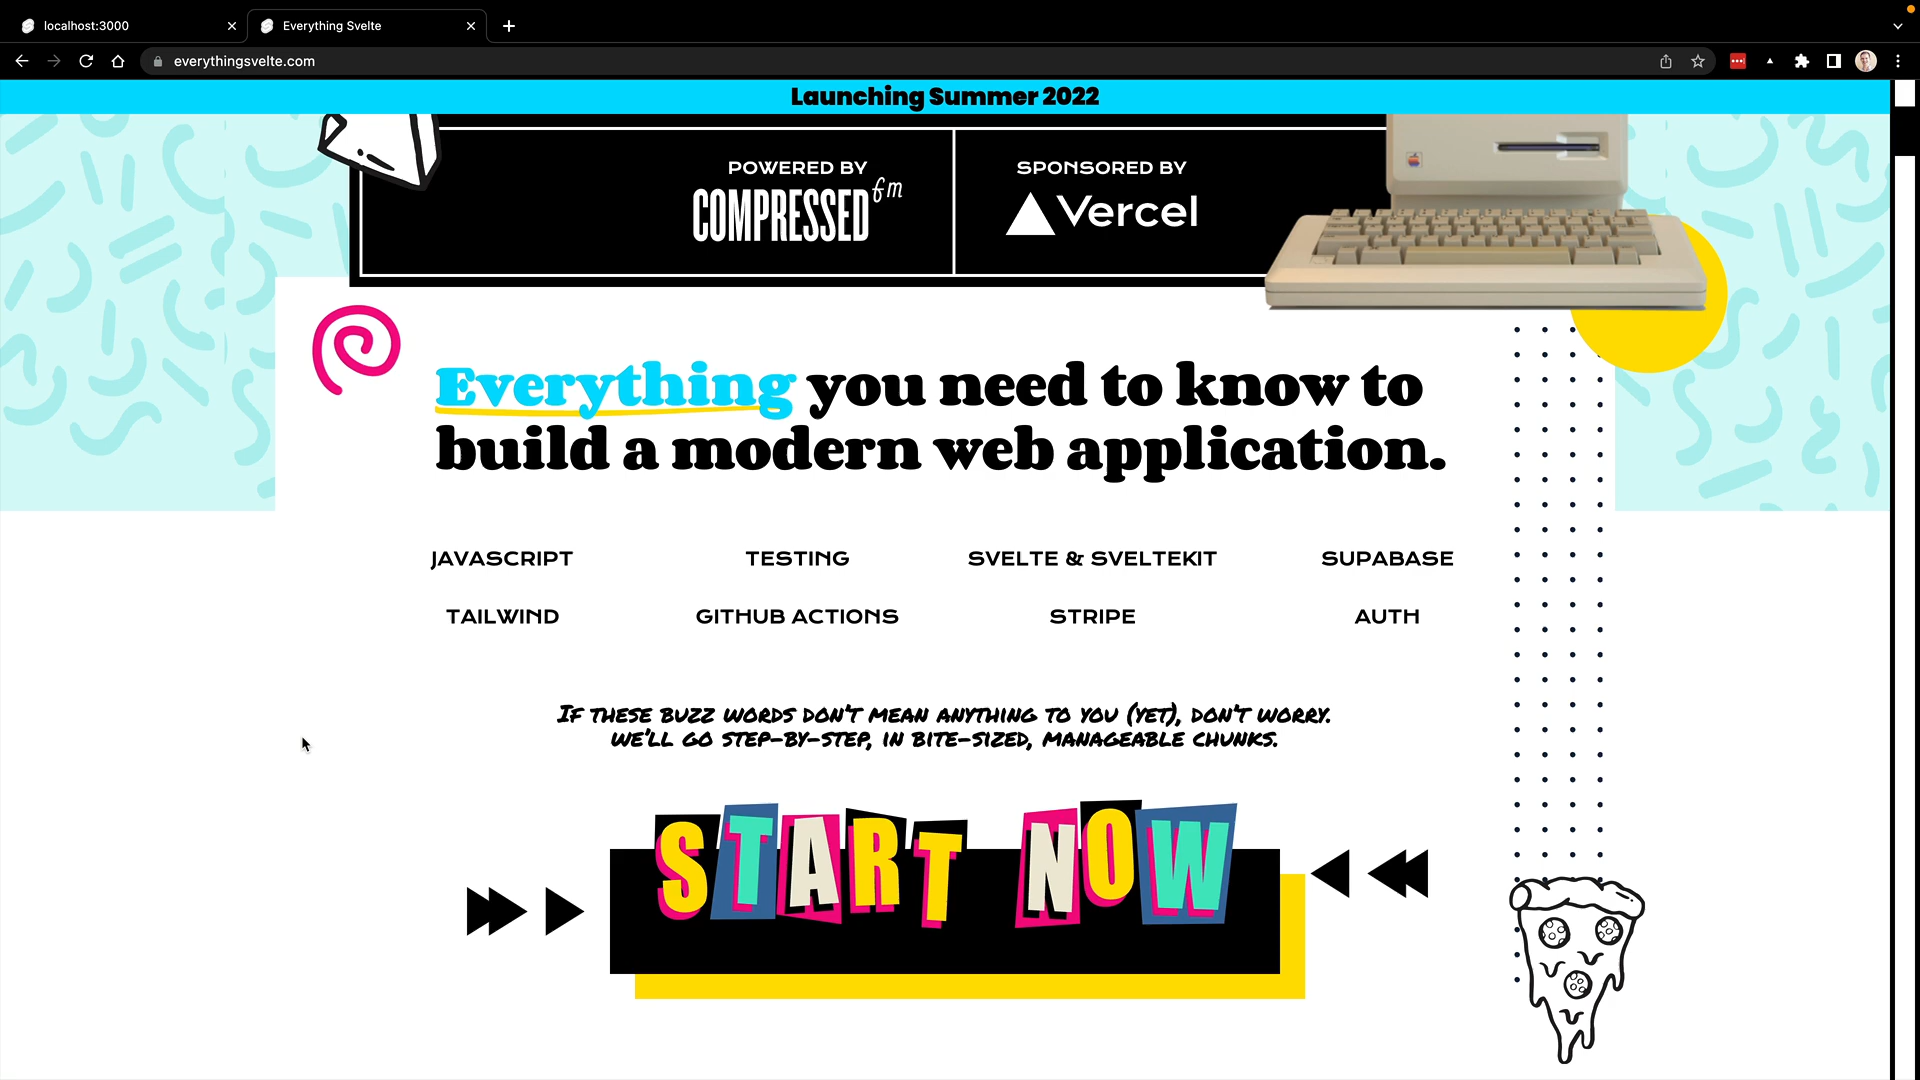 localhost:3000
Everything Svelte
everythingsvelte.com
Launching Summer 2022
POWERED BY
COMPRESSED fm
SPONSORED BY
Vercel
Everything you need to know to
build a modern web application.
JAVASCRIPT TESTING SVELTE & SVELTEKIT SUPABASE
TAILWIND GITHUB ACTIONS STRIPE AUTH
IF THESE BUZZ WORDS DON'T MEAN ANYTHING TO YOU (YET), DON'T WORRY.
WE'LL GO STEP-BY-STEP, IN BITE-SIZED, MANAGEABLE CHUNKS.
START NOW